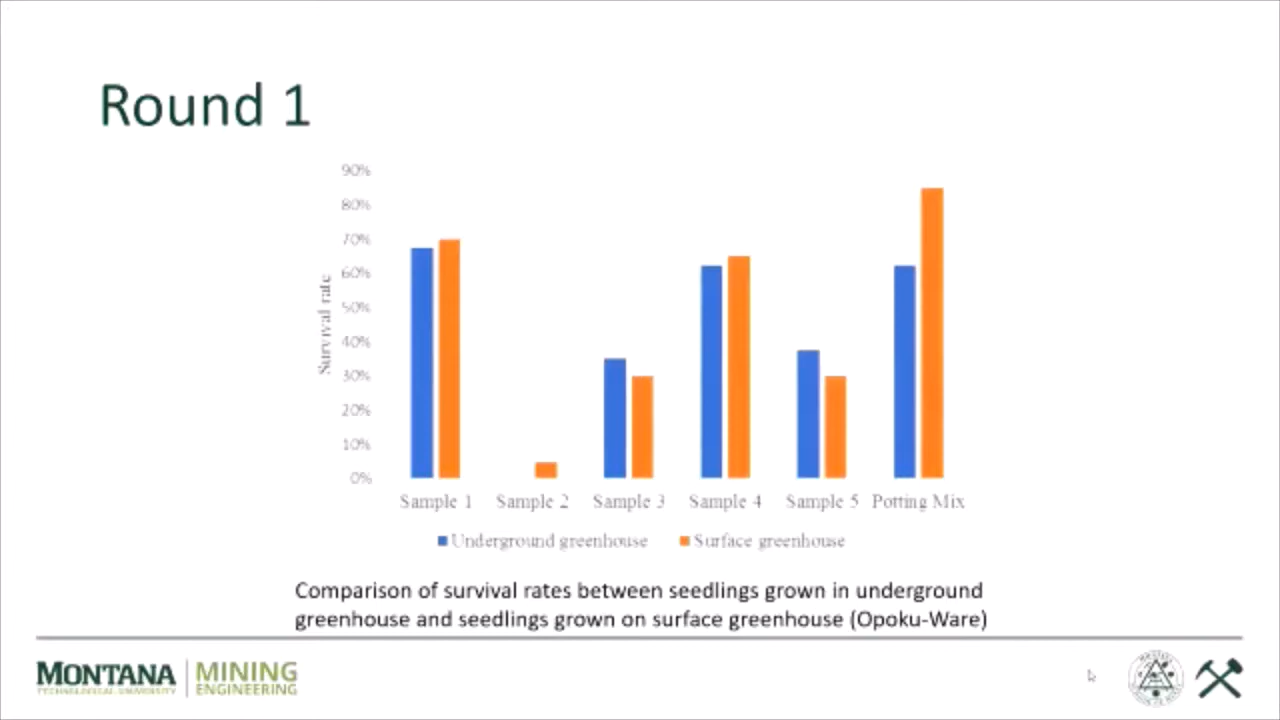 Round 1
90%
80%
70%
60%
50%
40%
30%
20%
10%
0%
Survival rate
Sample 1 Sample 2 Sample 3 Sample 4 Sample 5 Potting Mix
Underground greenhouse Surface greenhouse
Comparison of survival rates between seedlings grown in underground
greenhouse and seedlings grown on surface greenhouse (Opoku-Ware)
MONTANA
TECHNOLOGICAL UNIVERSITY
MINING
ENGINEERING